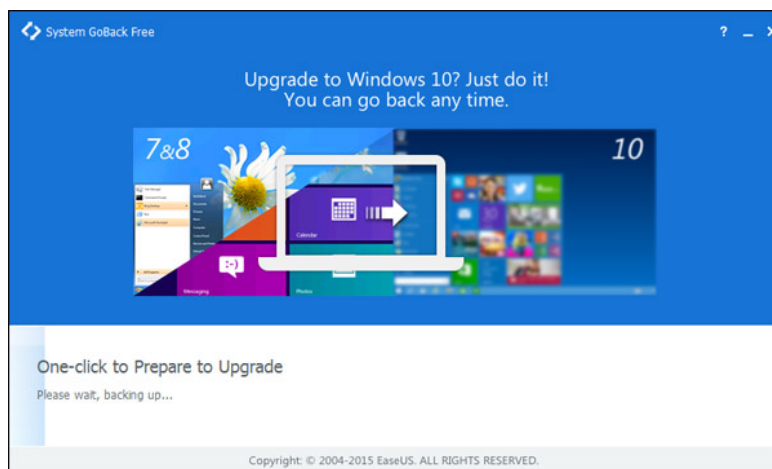 System GoBack Free
?
Upgrade to Windows 10? Just do it!
You can go back any time.
7&8
10
Calendar
:-)
Messaging
Photos
One-click to Prepare to Upgrade
Please wait, backing up...
Copyright: © 2004-2015 EaseUS. ALL RIGHTS RESERVED.